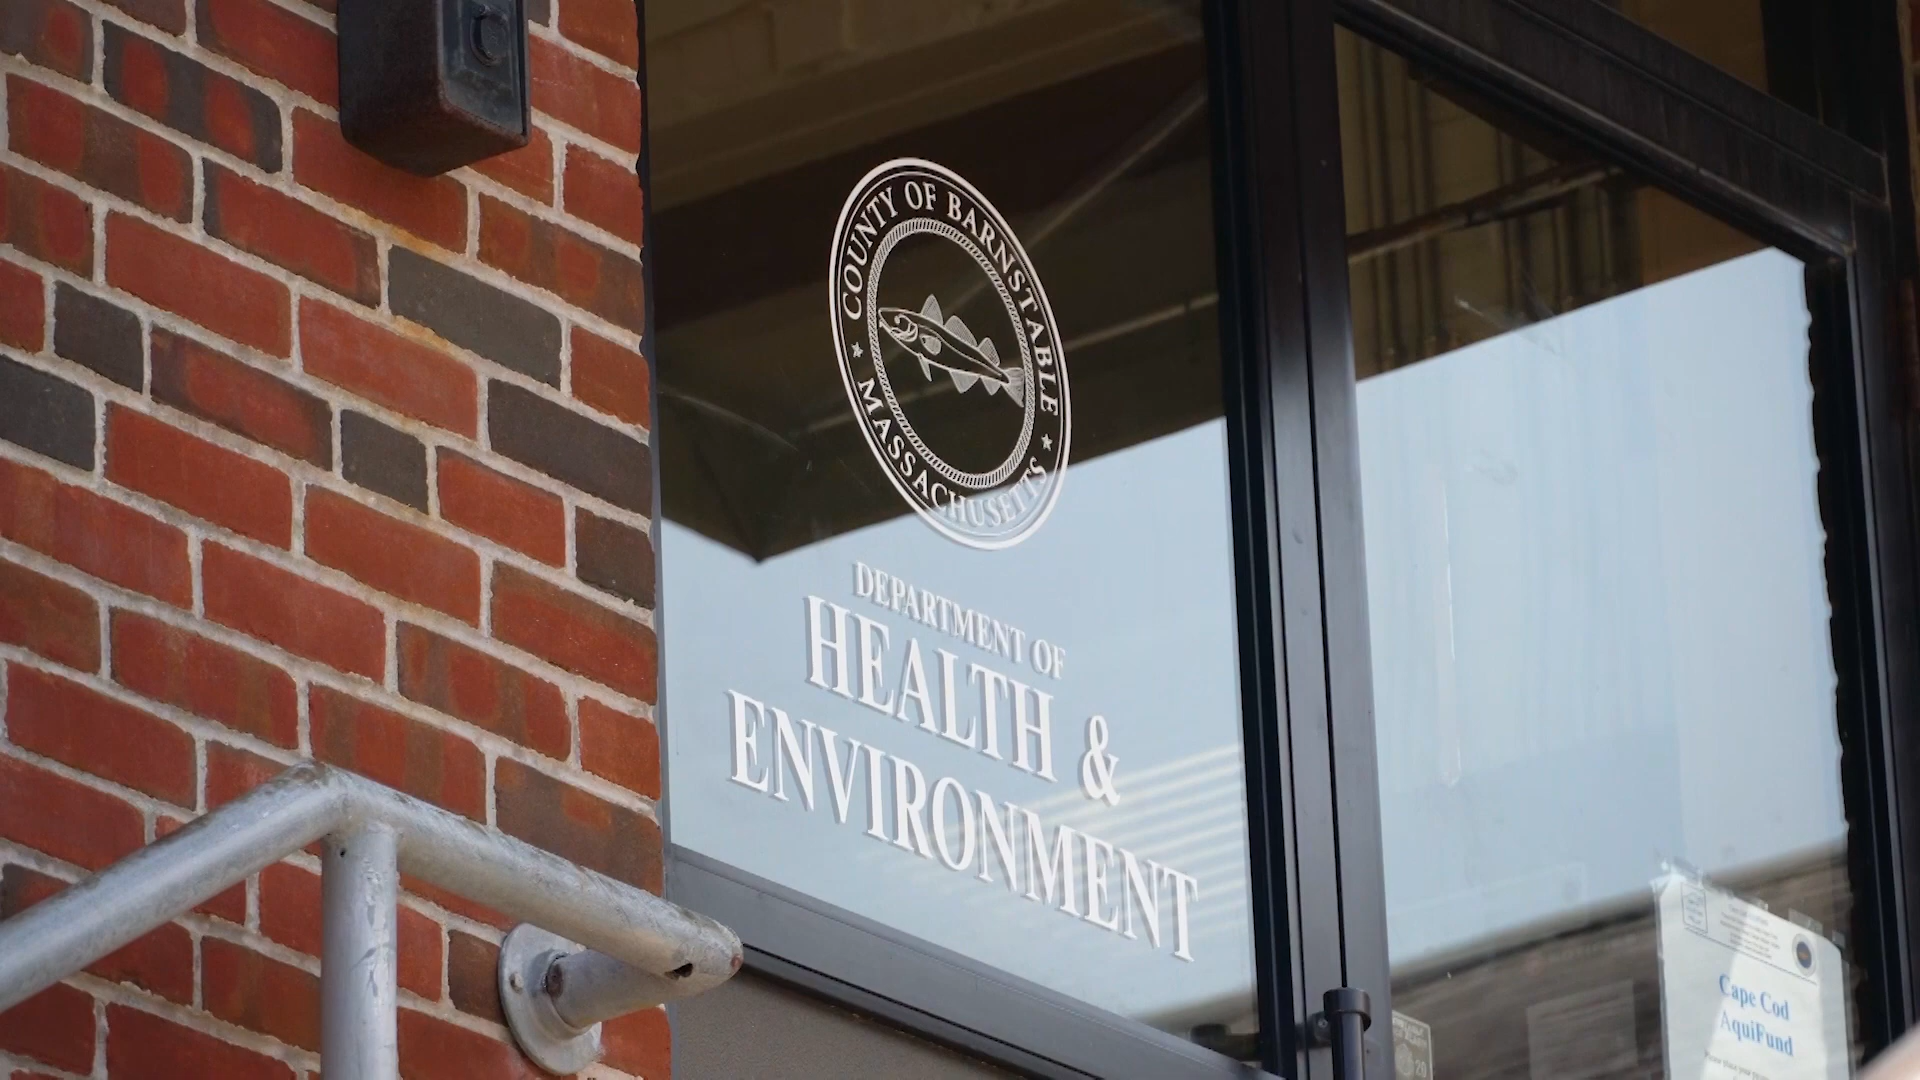 COUNTY OF BARNSTABLE
MASSACHUSETTS
DEPARTMENT OF
HEALTH &
ENVIRONMENT
Cape Cod
AquiFund